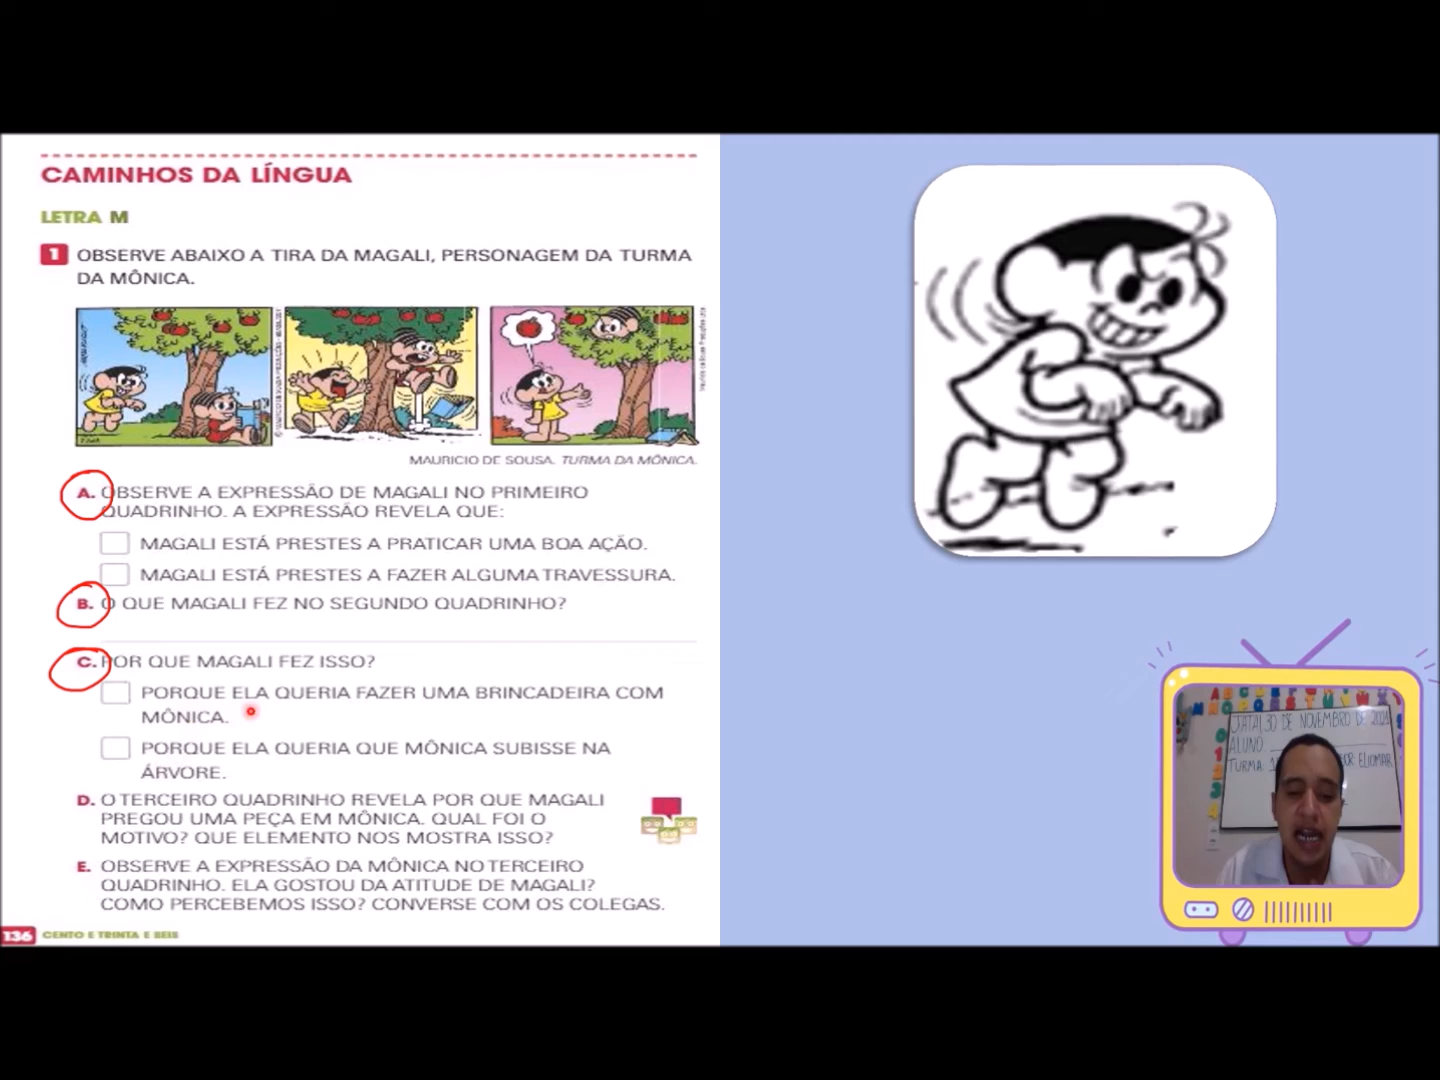 CAMINHOS DA LÍNGUA
LETRA M
1 OBSERVE ABAIXO A TIRA DA MAGALI, PERSONAGEM DA TURMA
DA MÔNICA.
MAURICIO DE SOUSA. TURMA DA MÔNICA.
A. OBSERVE A EXPRESSÃO DE MAGALI NO PRIMEIRO
QUADRINHO. A EXPRESSÃO REVELA QUE:
MAGALI ESTÁ PRESTES A PRATICAR UMA BOA AÇÃO.
MAGALI ESTÁ PRESTES A FAZER ALGUMA TRAVESSURA.
B. O QUE MAGALI FEZ NO SEGUNDO QUADRINHO?
C. POR QUE MAGALI FEZ ISSO?
PORQUE ELA QUERIA FAZER UMA BRINCADEIRA COM
MÔNICA.
PORQUE ELA QUERIA QUE MÔNICA SUBISSE NA
ÁRVORE.
D. O TERCEIRO QUADRINHO REVELA POR QUE MAGALI
PREGOU UMA PEÇA EM MÔNICA. QUAL FOI O
MOTIVO? QUE ELEMENTO NOS MOSTRA ISSO?
E. OBSERVE A EXPRESSÃO DA MÔNICA NO TERCEIRO
QUADRINHO. ELA GOSTOU DA ATITUDE DE MAGALI?
COMO PERCEBEMOS ISSO? CONVERSE COM OS COLEGAS.
136 CENTO E TRINTA E SEIS
30 DE NOVEMBRO DE
ALUNO:
TURMA: ELIOMAR